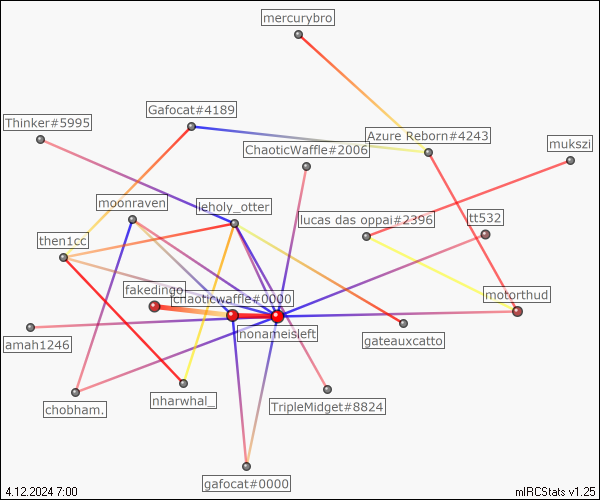 mercurybro
Gafocat#4189
Thinker#5995
Azure Reborn#4243
ChaoticWaffle#2006
mukszi
moonraven
leholy_otter
lucas das oppai#2396
tt532
then1cc
fakedingo
chaoticwaffle#0000
motorthud
nonameisleft
amah1246
gateauxcatto
chobham.
nharwhal_
TripleMidget#8824
gafocat#0000
4.12.2024 7:00
mIRCStats v1.25